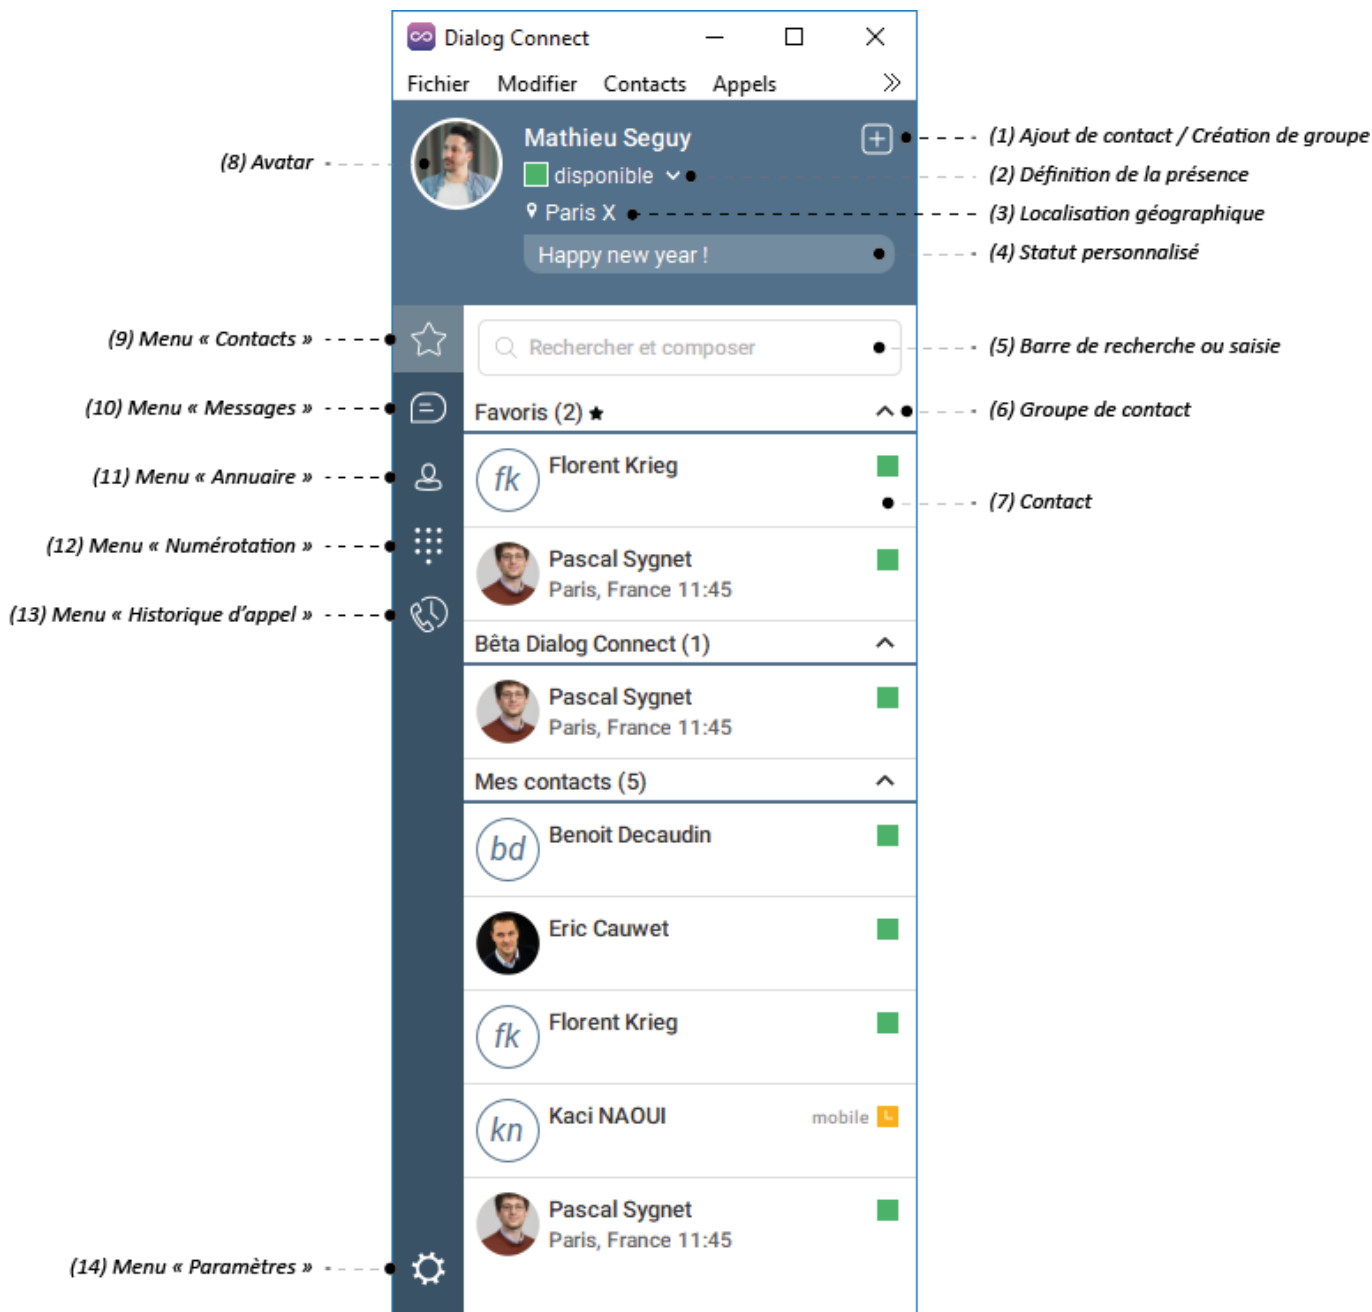 Dialog Connect
Fichier Modifier Contacts Appels
Mathieu Seguy
(1) Ajout de contact / Création de groupe
(8) Avatar
disponible
(2) Définition de la présence
Paris X
(3) Localisation géographique
Happy new year !
(4) Statut personnalisé
(9) Menu « Contacts »
Rechercher et composer
(5) Barre de recherche ou saisie
(10) Menu « Messages »
Favoris (2)
(6) Groupe de contact
(11) Menu « Annuaire »
fk
Florent Krieg
(7) Contact
(12) Menu « Numérotation »
Pascal Sygnet
Paris, France 11:45
(13) Menu « Historique d’appel »
Bêta Dialog Connect (1)
Pascal Sygnet
Paris, France 11:45
Mes contacts (5)
bd
Benoit Decaudin
Eric Cauwet
fk
Florent Krieg
kn
Kaci NAOUI
mobile
Pascal Sygnet
Paris, France 11:45
(14) Menu « Paramètres »